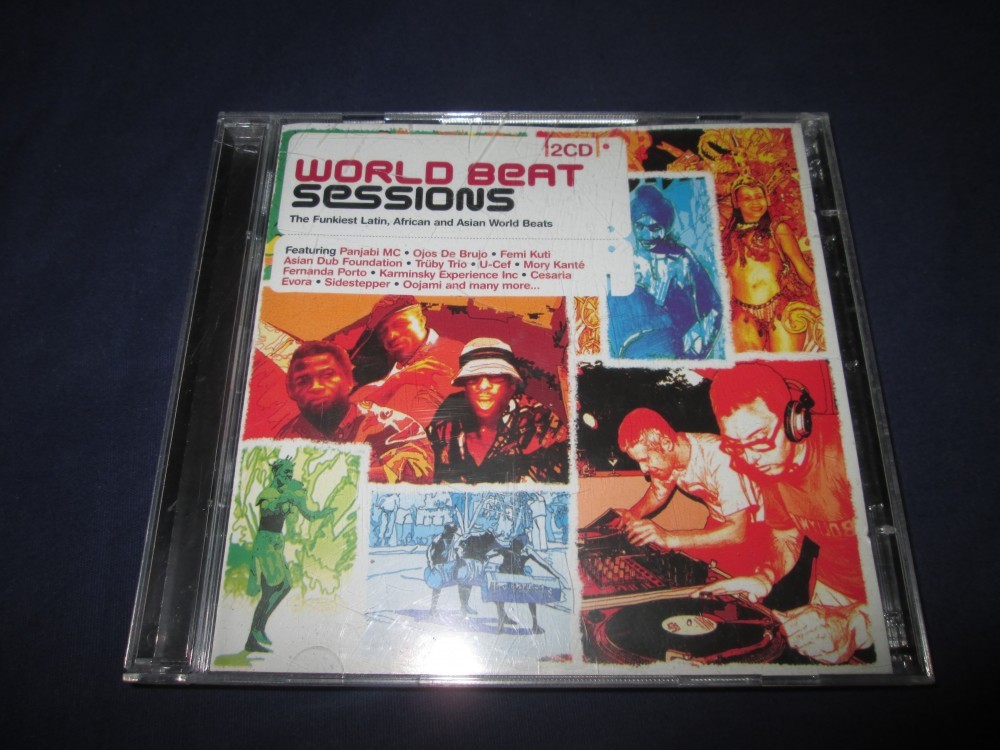 2CD
WORLD BEAT
SESSIONS
The Funkiest Latin, African and Asian World Beats
Featuring Panjabi MC • Ojos De Brujo • Femi Kuti
Asian Dub Foundation • Trüby Trio • U-Cef • Mory Kanté
Fernanda Porto • Karminsky Experience Inc • Cesaria
Evora • Sidestepper • Oojami and many more...